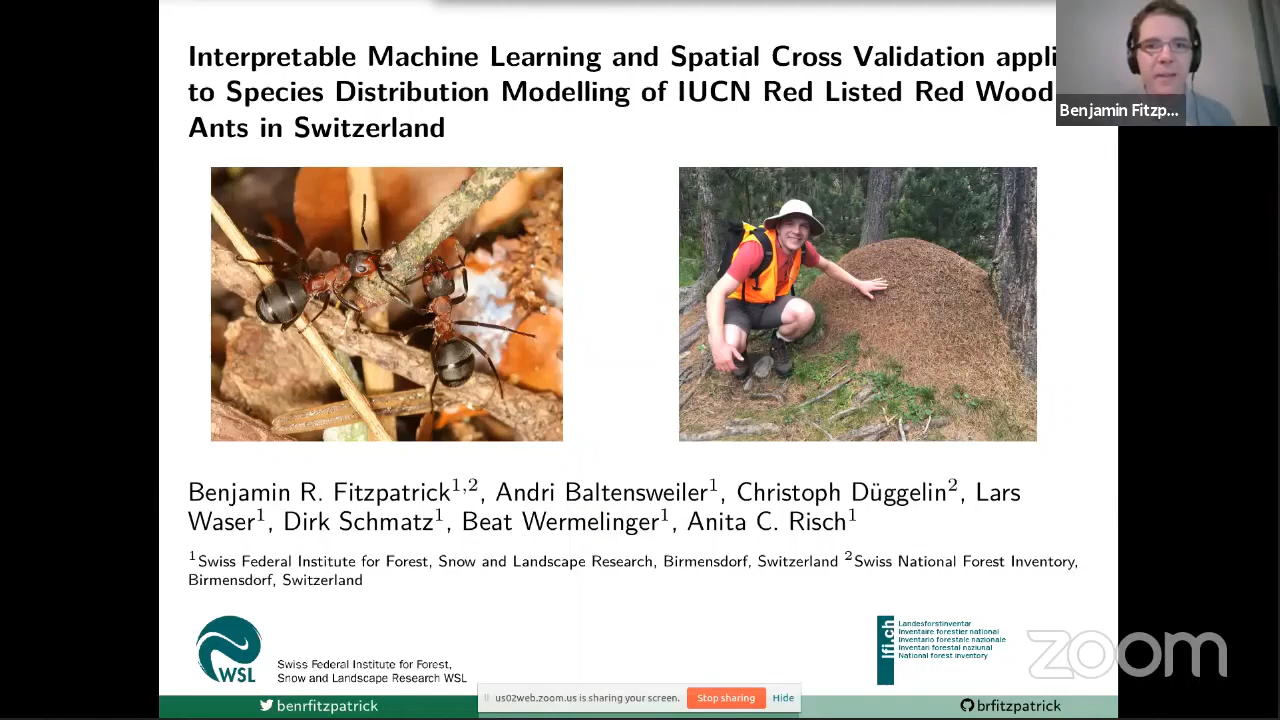 Interpretable Machine Learning and Spatial Cross Validation appli
to Species Distribution Modelling of IUCN Red Listed Red Wood
Ants in Switzerland
Benjamin Fitzp...
Benjamin R. Fitzpatrick1,2, Andri Baltensweiler1, Christoph Düggelin2, Lars
Waser1, Dirk Schmatz1, Beat Wermelinger1, Anita C. Risch1
1Swiss Federal Institute for Forest, Snow and Landscape Research, Birmensdorf, Switzerland 2Swiss National Forest Inventory,
Birmensdorf, Switzerland
WSL
Swiss Federal Institute for Forest,
Snow and Landscape Research WSL
lfi.ch
Landesforstinventar
Inventaire forestier national
Inventario forestale nazionale
Inventari forestal naziunal
National forest inventory
zoom
us02web.zoom.us is sharing your screen.
Stop sharing
Hide
benrfitzpatrick
brfitzpatrick